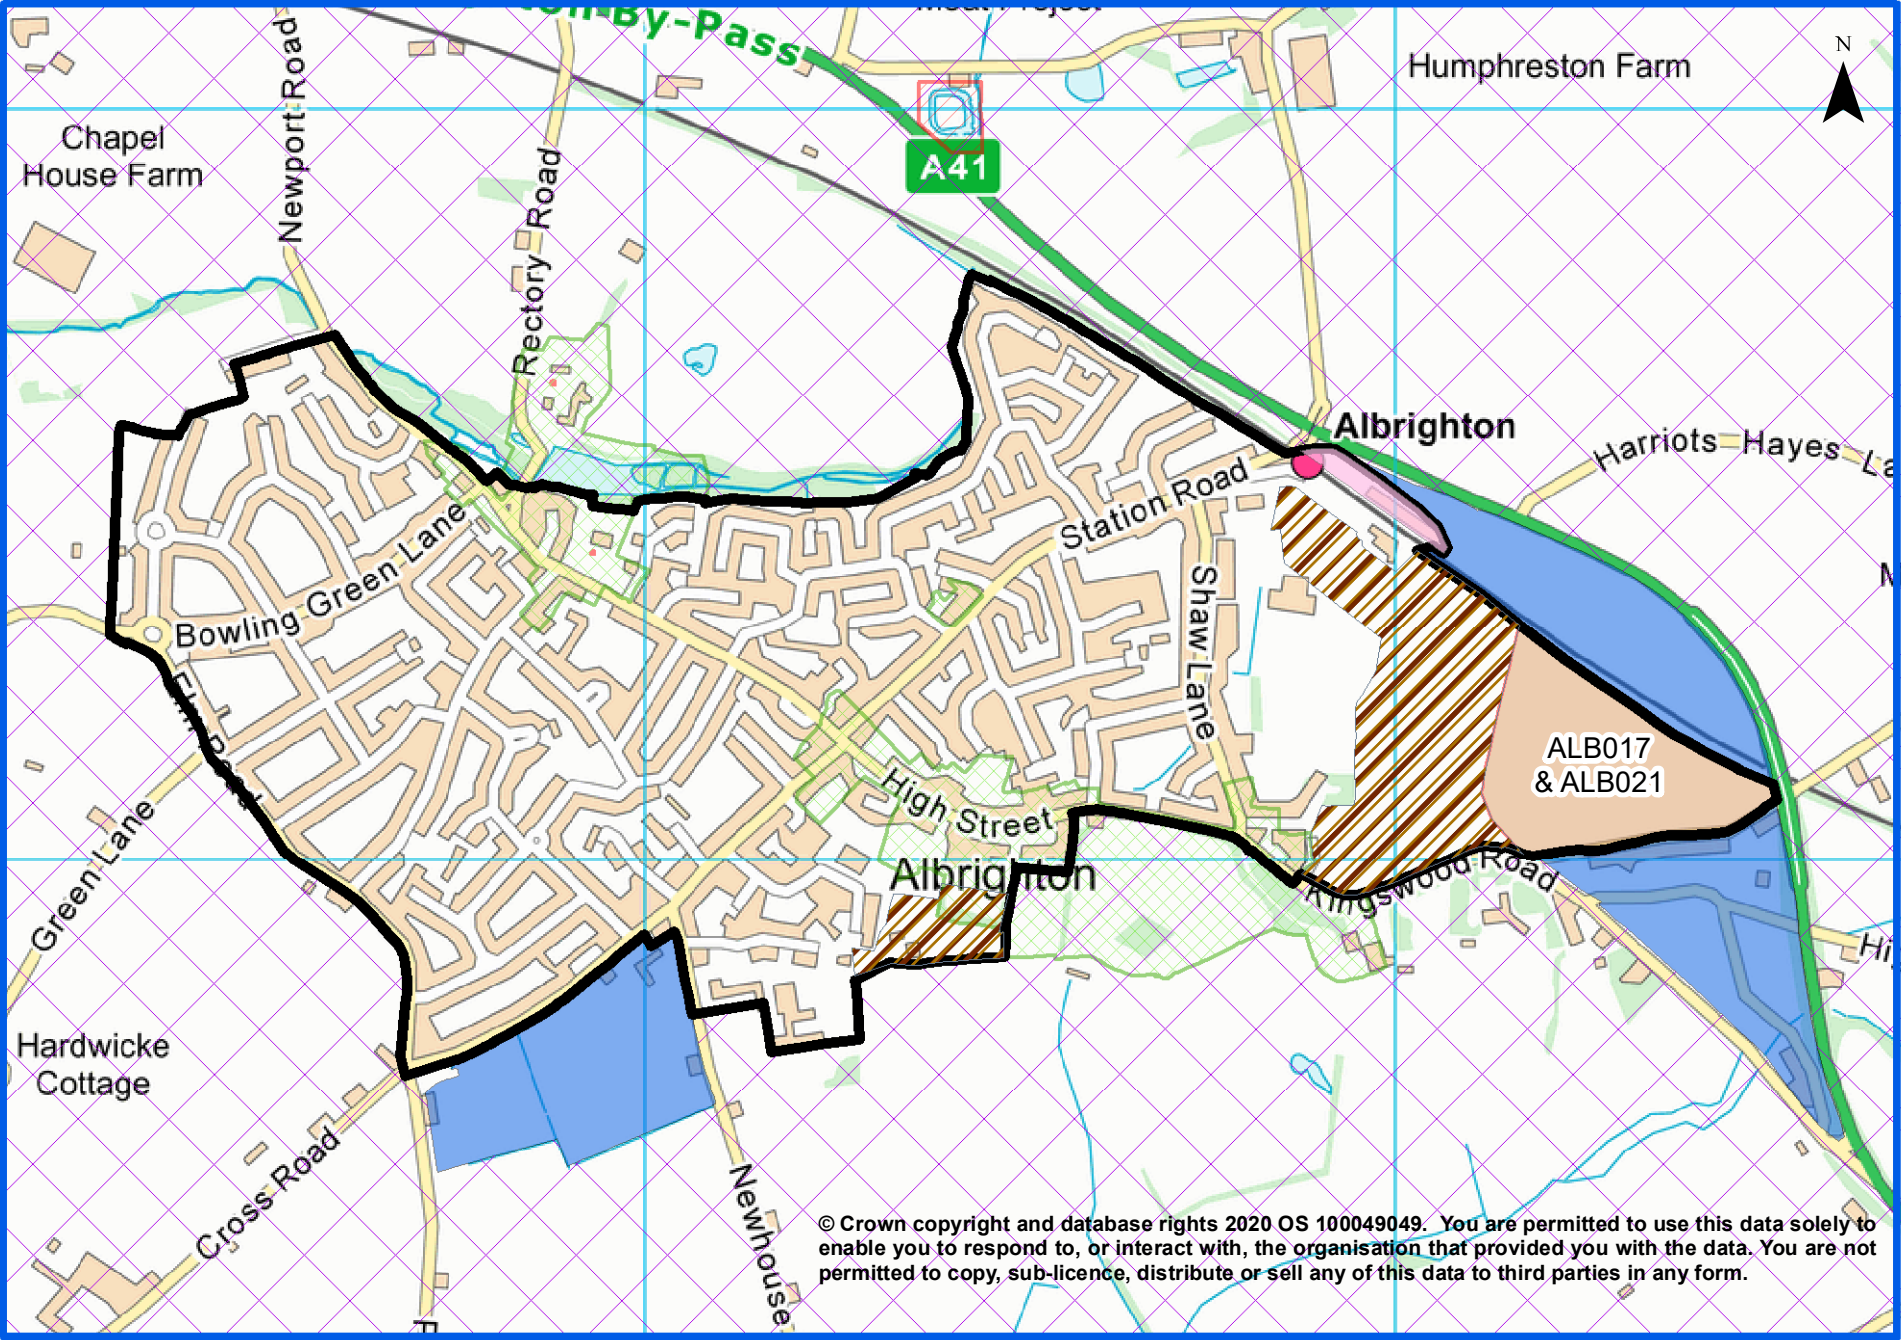 By-Pass
Humphreston Farm
N
Newport Road
Chapel
House Farm
A41
Rectory Road
Albrighton
Harriots Hayes La
Station Road
Bowling Green Lane
Shaw Lane
Elm Road
ALB017
& ALB021
High Street
Green Lane
Albrighton
Kingswood Road
Hardwicke
Cottage
Cross Road
Newhouse
© Crown copyright and database rights 2020 OS 100049049. You are permitted to use this data solely to
enable you to respond to, or interact with, the organisation that provided you with the data. You are not
permitted to copy, sub-licence, distribute or sell any of this data to third parties in any form.